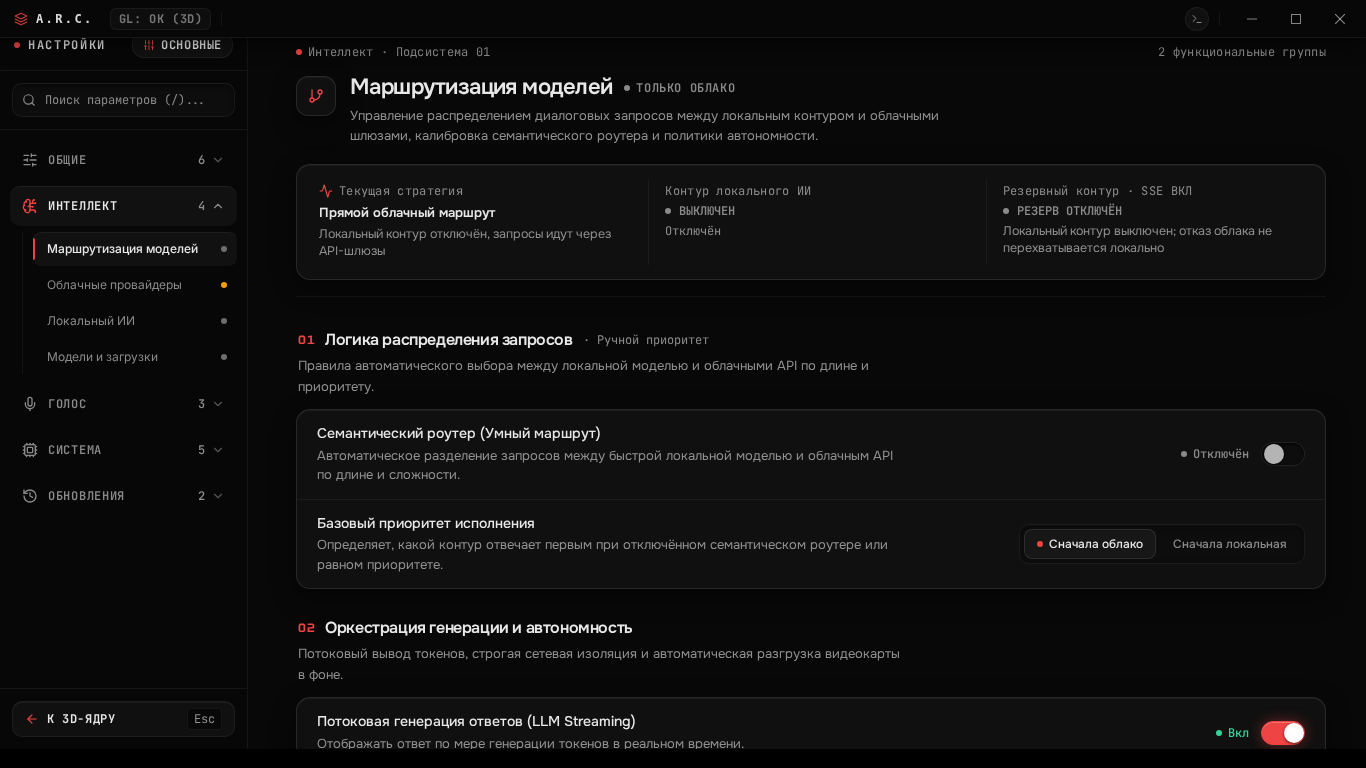 A.R.C.
GL: OK (3D)
НАСТРОЙКИ
ОСНОВНЫЕ
Поиск параметров (/)...
ОБЩИЕ 6
ИНТЕЛЛЕКТ 4
Маршрутизация моделей
Облачные провайдеры
Локальный ИИ
Модели и загрузки
ГОЛОС 3
СИСТЕМА 5
ОБНОВЛЕНИЯ 2
К 3D-ЯДРУ Esc
Интеллект · Подсистема 01
2 функциональные группы
Маршрутизация моделей
ТОЛЬКО ОБЛАКО
Управление распределением диалоговых запросов между локальным контуром и облачными
шлюзами, калибровка семантического роутера и политики автономности.
Текущая стратегия
Прямой облачный маршрут
Локальный контур отключён, запросы идут через
API-шлюзы
Контур локального ИИ
ВЫКЛЮЧЕН
Отключён
Резервный контур · SSE ВКЛ
РЕЗЕРВ ОТКЛЮЧЁН
Локальный контур выключен; отказ облака не
перехватывается локально
01 Логика распределения запросов · Ручной приоритет
Правила автоматического выбора между локальной моделью и облачными API по длине и
приоритету.
Семантический роутер (Умный маршрут)
Автоматическое разделение запросов между быстрой локальной моделью и облачным API
по длине и сложности.
Отключён
Базовый приоритет исполнения
Определяет, какой контур отвечает первым при отключённом семантическом роутере или
равном приоритете.
Сначала облако
Сначала локальная
02 Оркестрация генерации и автономность
Потоковый вывод токенов, строгая сетевая изоляция и автоматическая разгрузка видеокарты
в фоне.
Потоковая генерация ответов (LLM Streaming)
Отображать ответ по мере генерации токенов в реальном времени.
Вкл